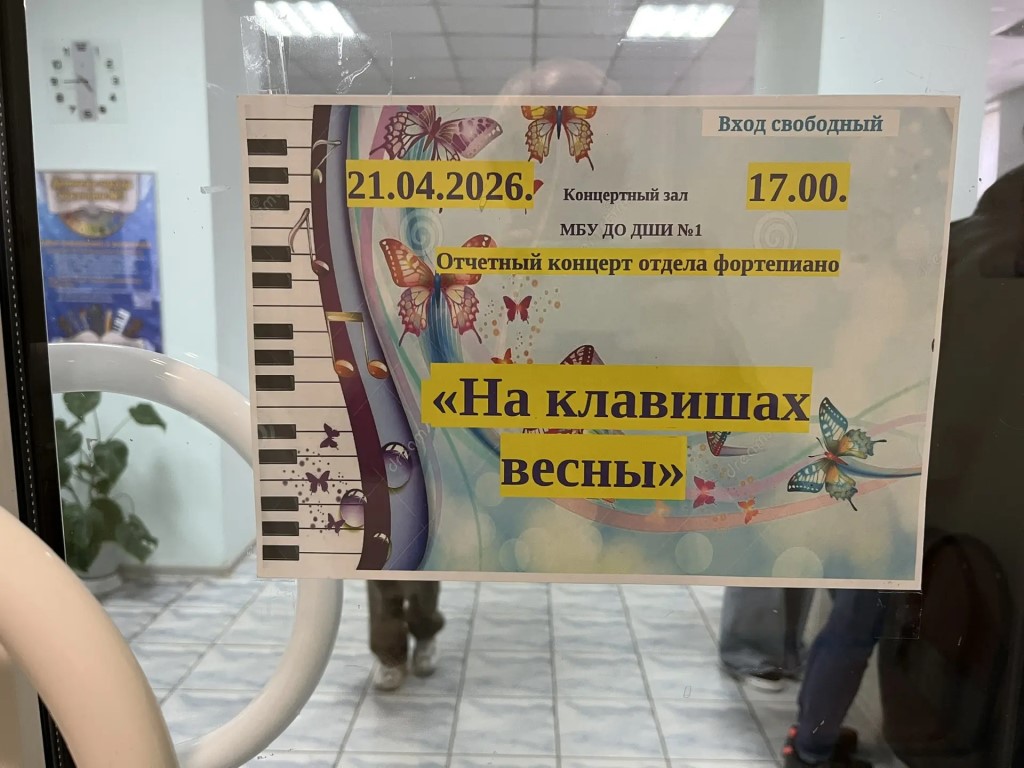 Вход свободный
21.04.2026. Концертный зал 17.00.
МБУ ДО ДШИ №1
Отчетный концерт отдела фортепиано
«На клавишах
весны»